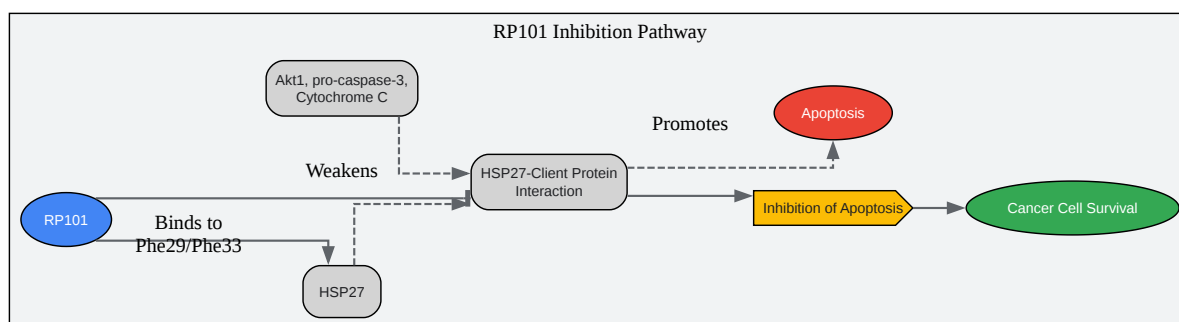 RP101 Inhibition Pathway
Akt1, pro-caspase-3,
Cytochrome C
Promotes
Apoptosis
Weakens
HSP27-Client Protein
Interaction
RP101
Binds to
Phe29/Phe33
Inhibition of Apoptosis
Cancer Cell Survival
HSP27